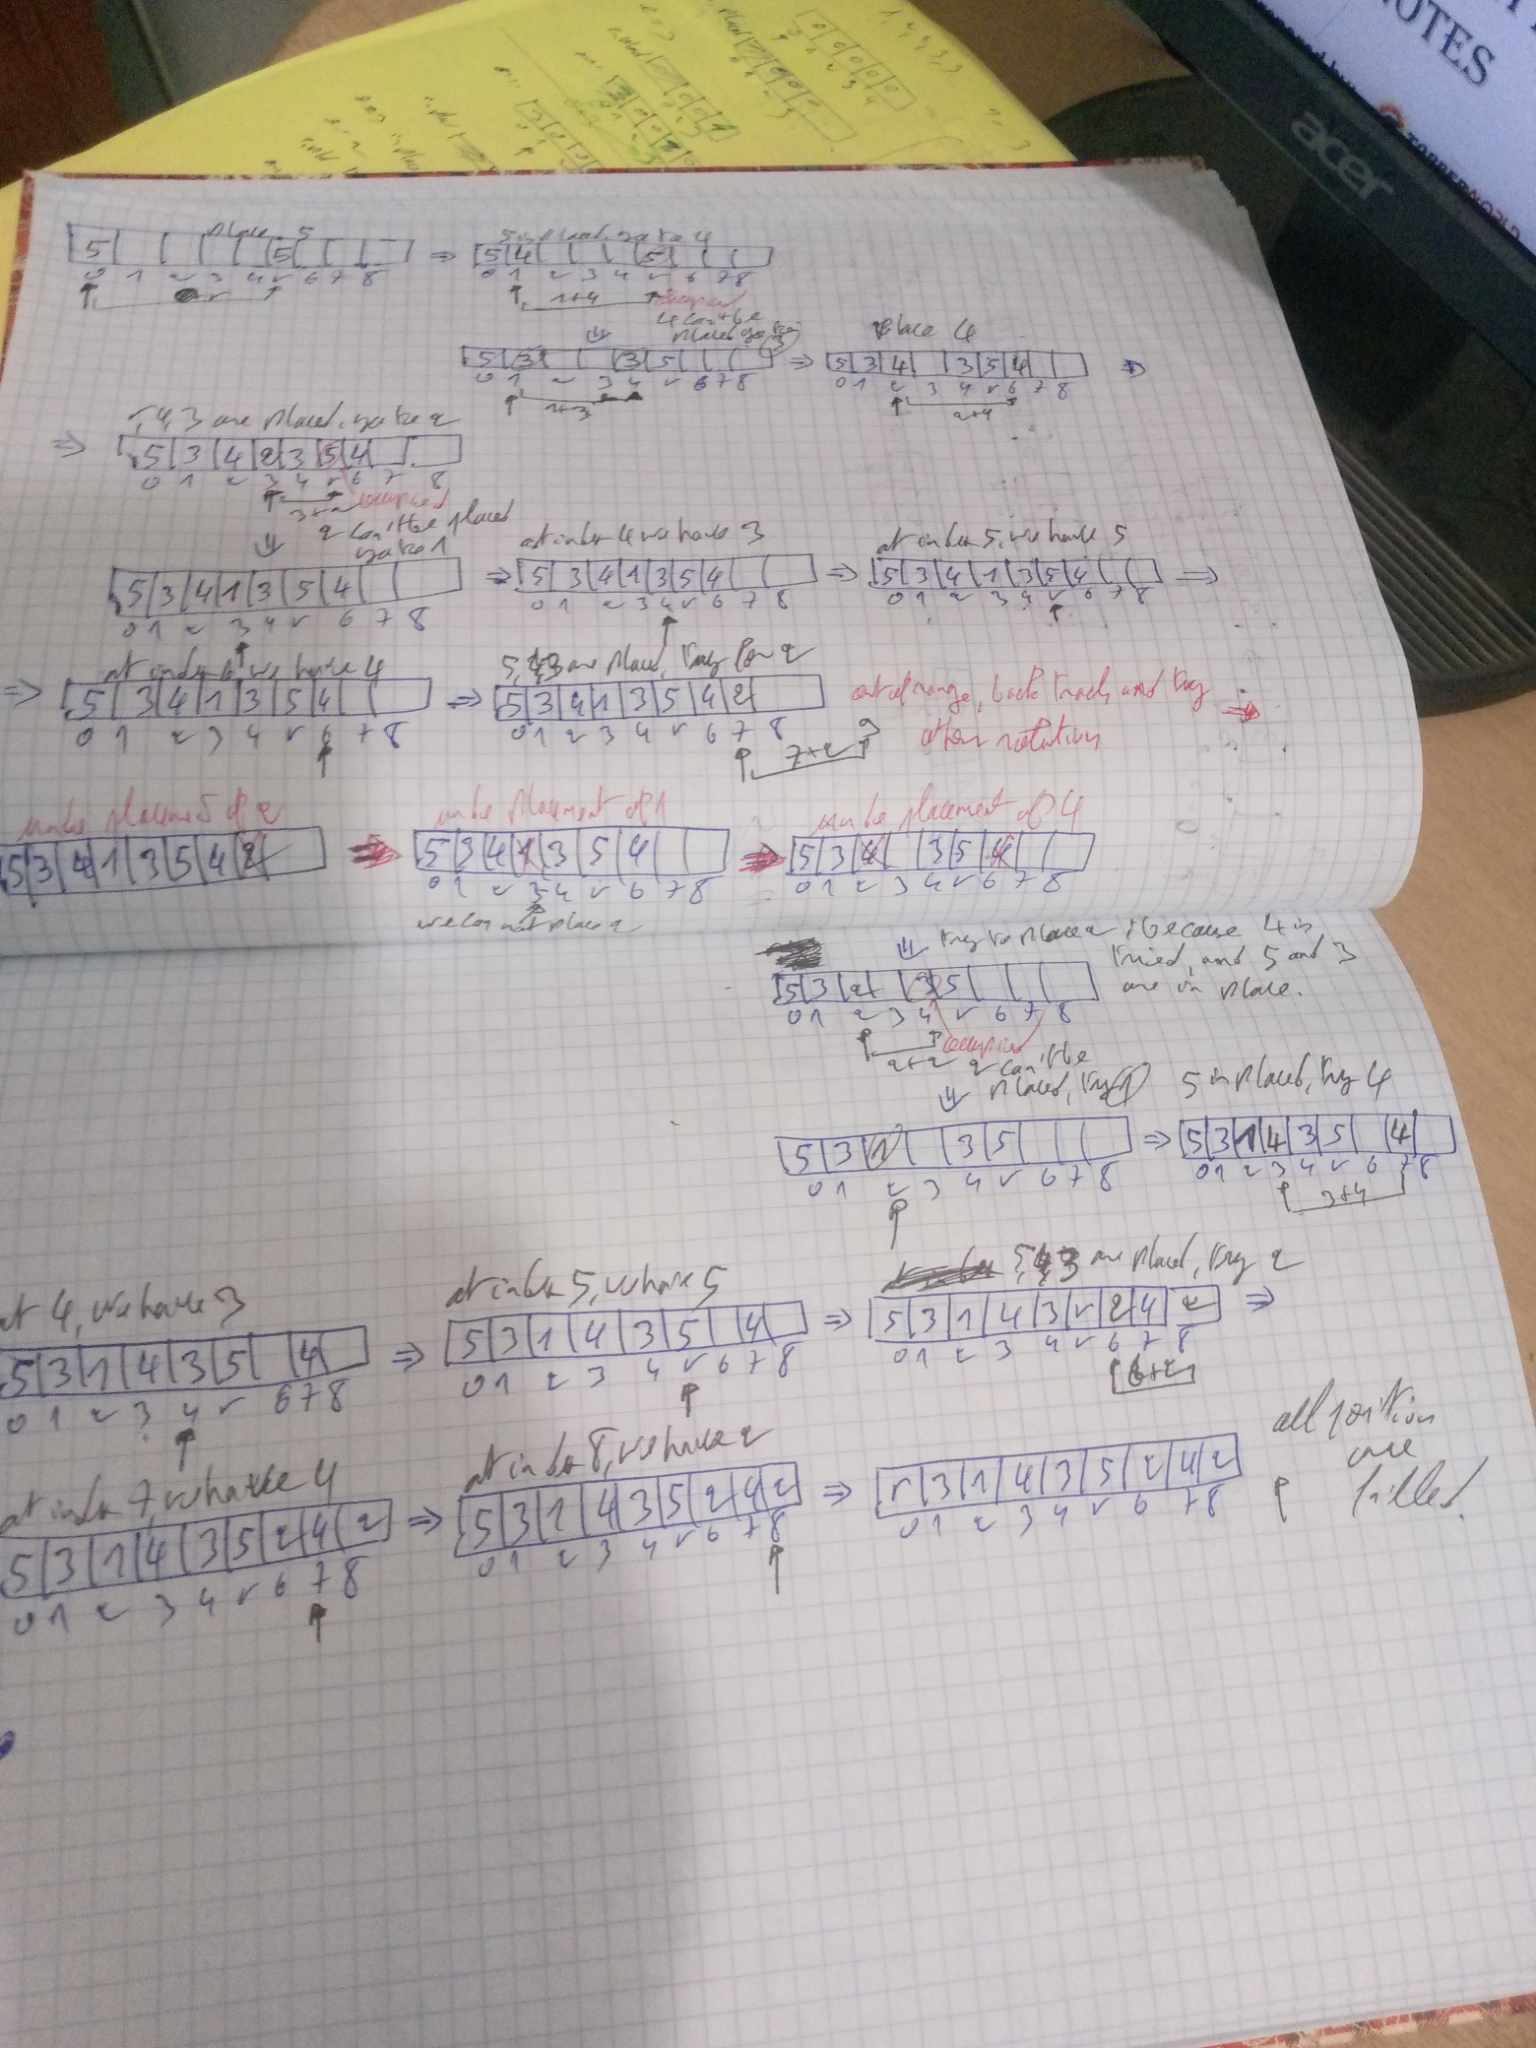 NOTES
acer
place 5
5 5
0 1 2 3 4 5 6 7 8
5 is placed, go to 4
5 4 5
0 1 2 3 4 5 6 7 8
1+4
occupied
4 can't be
placed go to 3
5 3 3 5
0 1 2 3 4 5 6 7 8
1+3
place 4
5 3 4 3 5 4
0 1 2 3 4 5 6 7 8
2+4
5, 4, 3 are placed, go to 2
5 3 4 2 3 5 4
0 1 2 3 4 5 6 7 8
3+2 occupied
2 can't be placed
go to 1
5 3 4 1 3 5 4
0 1 2 3 4 5 6 7 8
at index 4 we have 3
5 3 4 1 3 5 4
0 1 2 3 4 5 6 7 8
at index 5, we have 5
5 3 4 1 3 5 4
0 1 2 3 4 5 6 7 8
at index 6, we have 4
5 3 4 1 3 5 4
0 1 2 3 4 5 6 7 8
5, 4, 3 are placed, try for 2
5 3 4 1 3 5 4 2
0 1 2 3 4 5 6 7 8 9
7+2
out of range, back track, and try
other solution
undo placement of 2
5 3 4 1 3 5 4 2
undo placement of 1
5 3 4 1 3 5 4
0 1 2 3 4 5 6 7 8
we can not place 2
undo placement of 4
5 3 4 3 5 4
0 1 2 3 4 5 6 7 8
try to place 2, because 4 is
tried, and 5 and 3
are in place.
5 3 2 3 5
0 1 2 3 4 5 6 7 8
2+2 occupied
2 can't be
placed, try 1
5 3 1 3 5
0 1 2 3 4 5 6 7 8
5 is placed, try 4
5 3 1 4 3 5 4
0 1 2 3 4 5 6 7 8
3+4
at 4, we have 3
5 3 1 4 3 5 4
0 1 2 3 4 5 6 7 8
at index 5, we have 5
5 3 1 4 3 5 4
0 1 2 3 4 5 6 7 8
5, 4, 3 are placed, try 2
5 3 1 4 3 5 2 4 2
0 1 2 3 4 5 6 7 8
6+2
at index 7, we have 4
5 3 1 4 3 5 2 4 2
0 1 2 3 4 5 6 7 8
at index 8, we have 2
5 3 1 4 3 5 2 4 2
0 1 2 3 4 5 6 7 8
5 3 1 4 3 5 2 4 2
0 1 2 3 4 5 6 7 8
all position
are
filled.